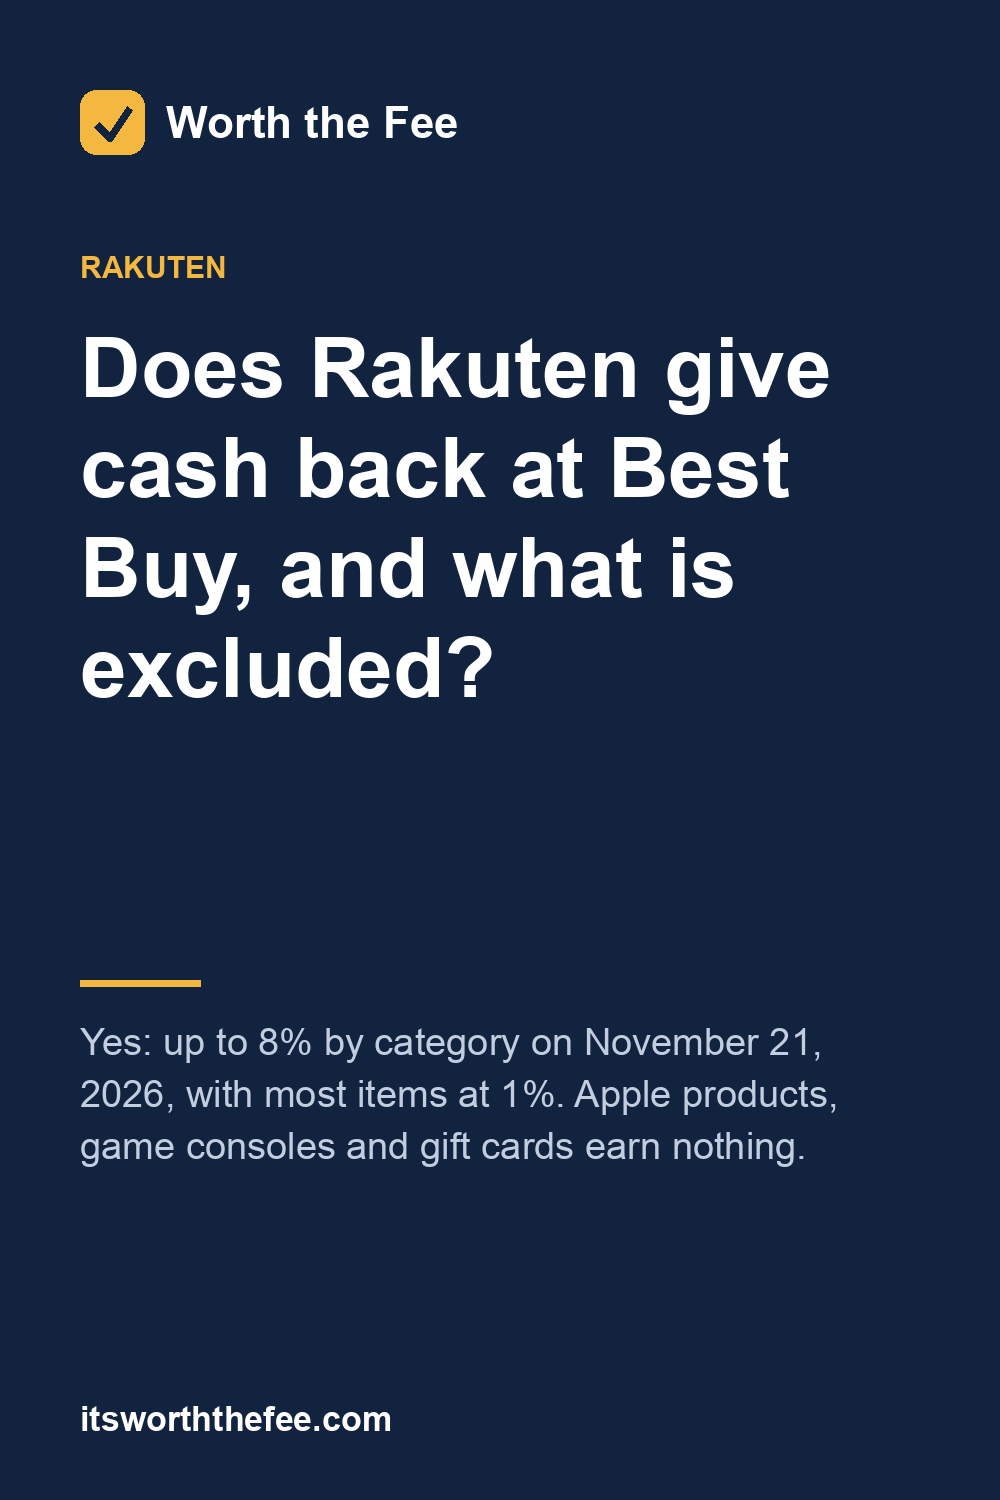 Worth the Fee
RAKUTEN
Does Rakuten give
cash back at Best
Buy, and what is
excluded?
Yes: up to 8% by category on November 21,
2026, with most items at 1%. Apple products,
game consoles and gift cards earn nothing.
itsworththefee.com